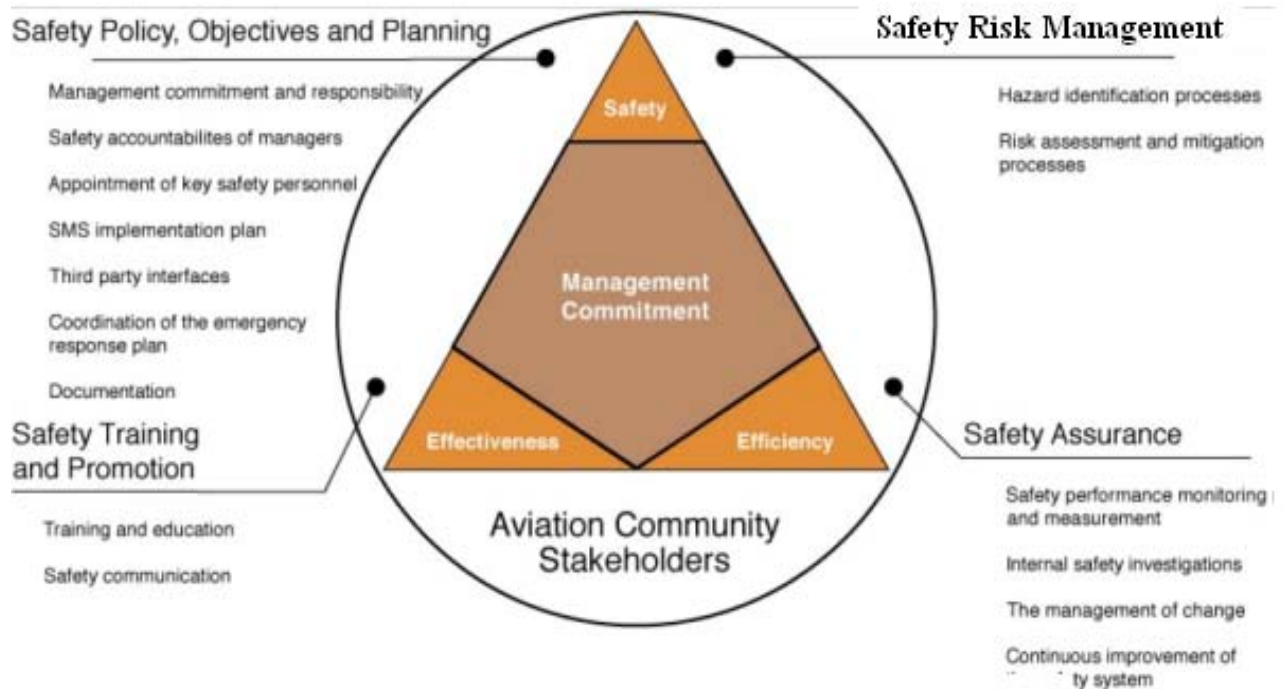 Safety Policy, Objectives and Planning
Management commitment and responsibility
Safety accountabilites of managers
Appointment of key safety personnel
SMS implementation plan
Third party interfaces
Coordination of the emergency
response plan
Documentation
Safety Risk Management
Hazard identification processes
Risk assessment and mitigation
processes
Safety
Management
Commitment
Effectiveness
Efficiency
Aviation Community
Stakeholders
Safety Training
and Promotion
Training and education
Safety communication
Safety Assurance
Safety performance monitoring
and measurement
Internal safety investigations
The management of change
Continuous improvement of
ty system